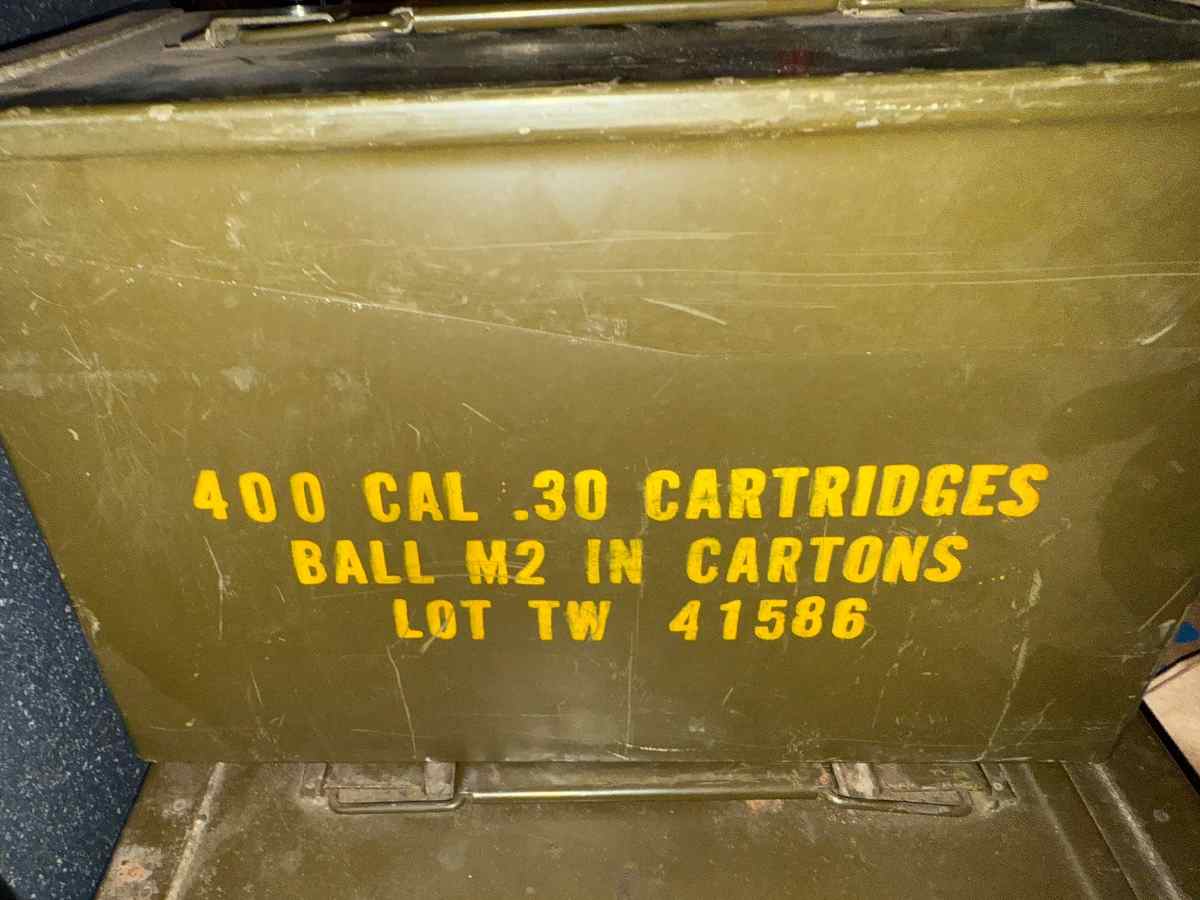 400 CAL .30 CARTRIDGES
BALL M2 IN CARTONS
LOT TW 41586